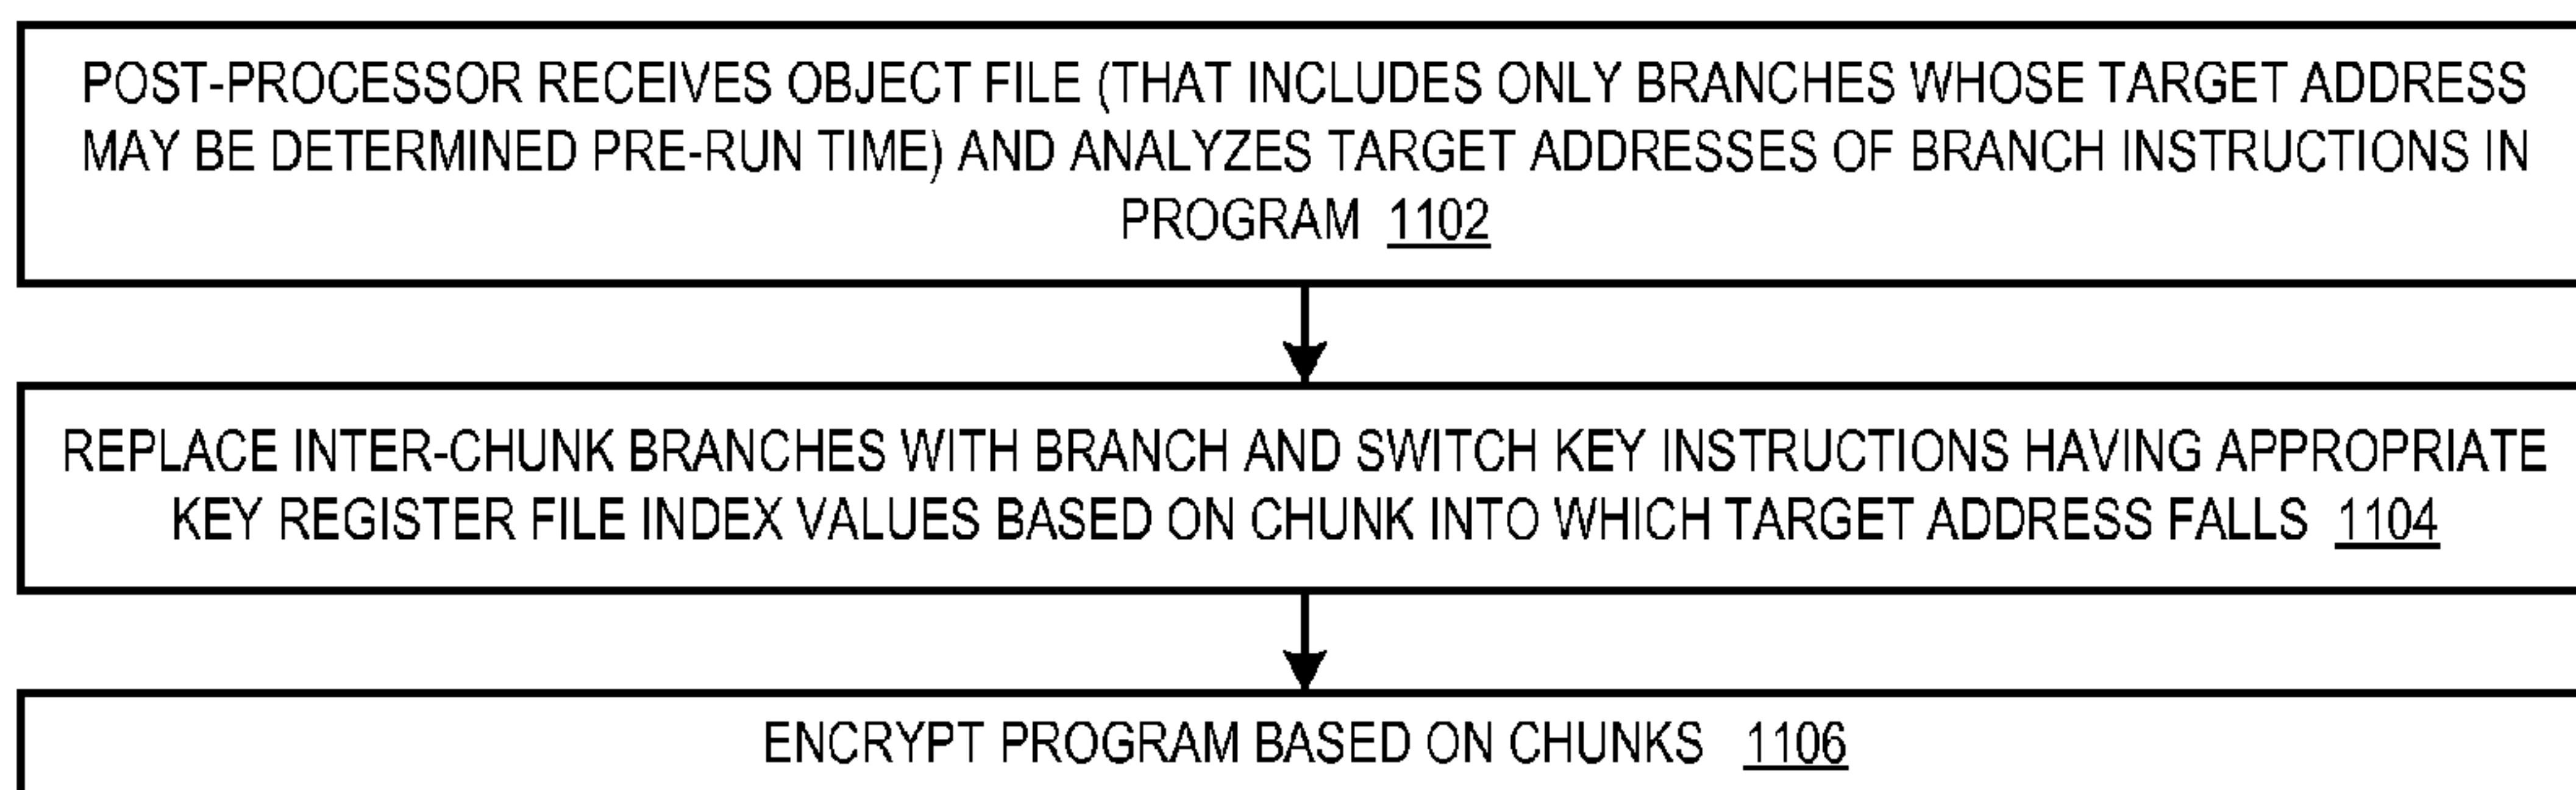 POST-PROCESSOR RECEIVES OBJECT FILE (THAT INCLUDES ONLY BRANCHES WHOSE TARGET ADDRESS
MAY BE DETERMINED PRE-RUN TIME) AND ANALYZES TARGET ADDRESSES OF BRANCH INSTRUCTIONS IN
PROGRAM 1102
REPLACE INTER-CHUNK BRANCHES WITH BRANCH AND SWITCH KEY INSTRUCTIONS HAVING APPROPRIATE
KEY REGISTER FILE INDEX VALUES BASED ON CHUNK INTO WHICH TARGET ADDRESS FALLS 1104
ENCRYPT PROGRAM BASED ON CHUNKS 1106